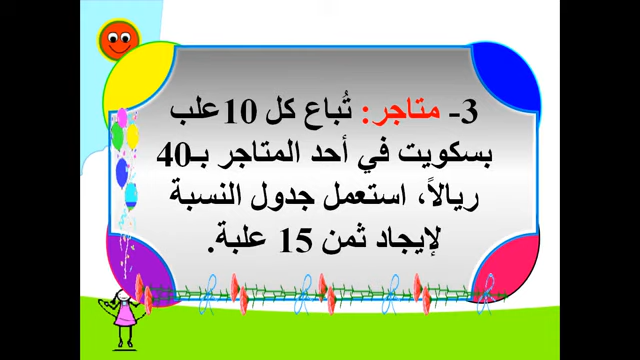 3- متاجر: تُباع كل 10علب
بسكويت في أحد المتاجر بـ40
ريالاً، استعمل جدول النسبة
لإيجاد ثمن 15 علبة.